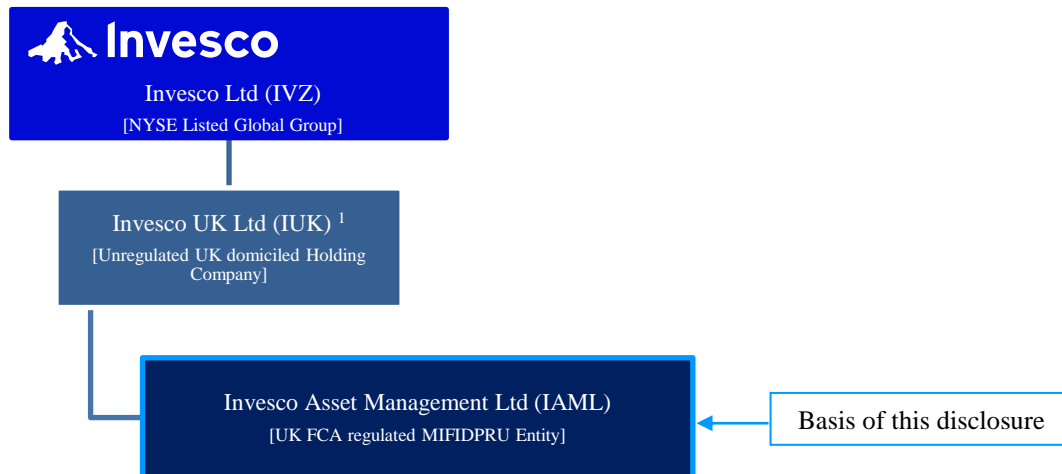 Invesco
Invesco Ltd (IVZ)
[NYSE Listed Global Group]
Invesco UK Ltd (IUK) 1
[Unregulated UK domiciled Holding
Company]
Invesco Asset Management Ltd (IAML)
[UK FCA regulated MIFIDPRU Entity]
Basis of this disclosure